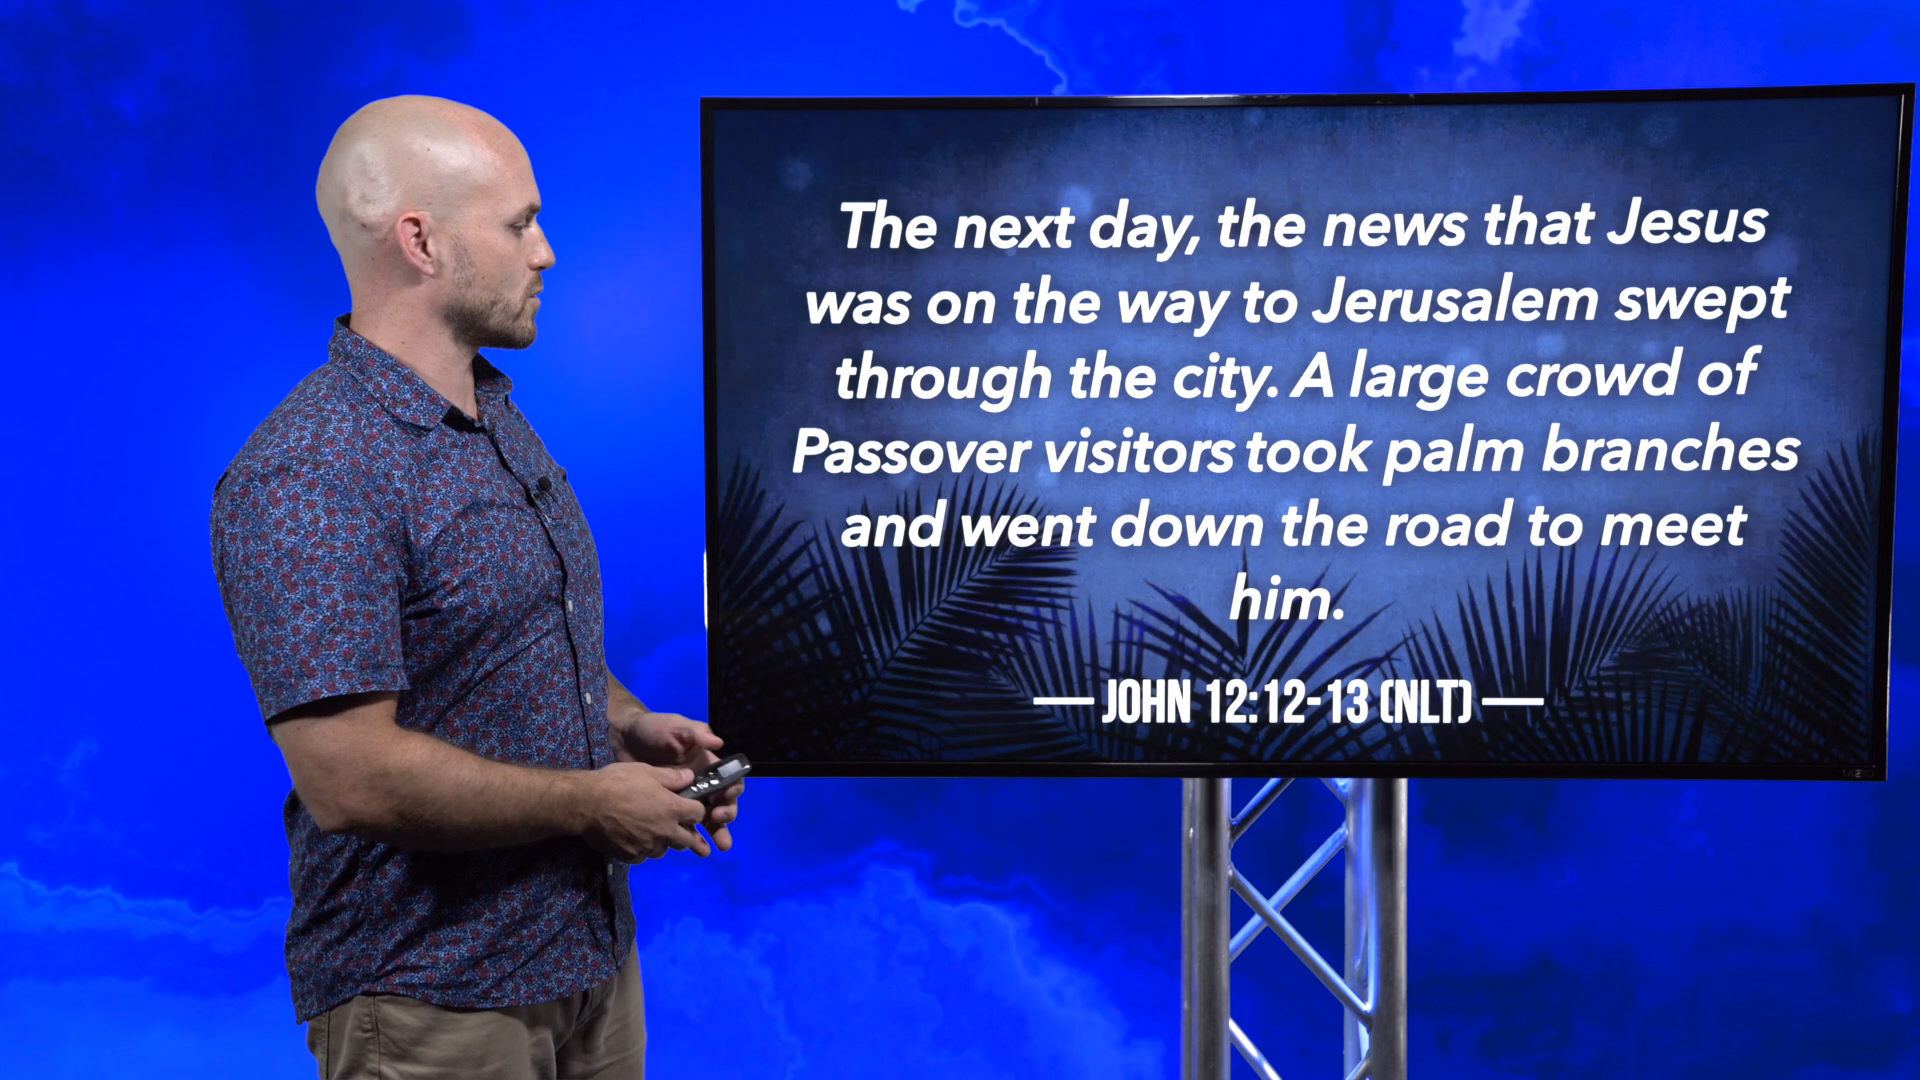 The next day, the news that Jesus
was on the way to Jerusalem swept
through the city. A large crowd of
Passover visitors took palm branches
and went down the road to meet
him.
JOHN 12:12-13 (NLT)
VIZIO